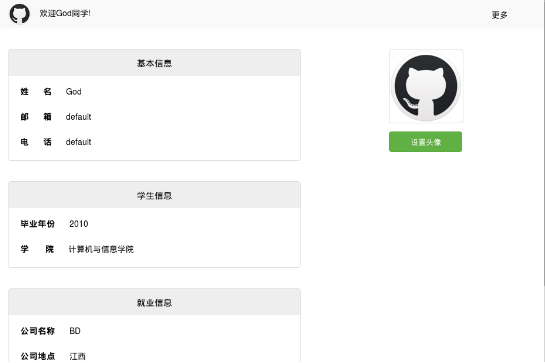 欢迎God同学!
更多
基本信息
姓 名 God
邮 箱 default
电 话 default
设置头像
学生信息
毕业年份 2010
学 院 计算机与信息学院
就业信息
公司名称 BD
公司地点 江西